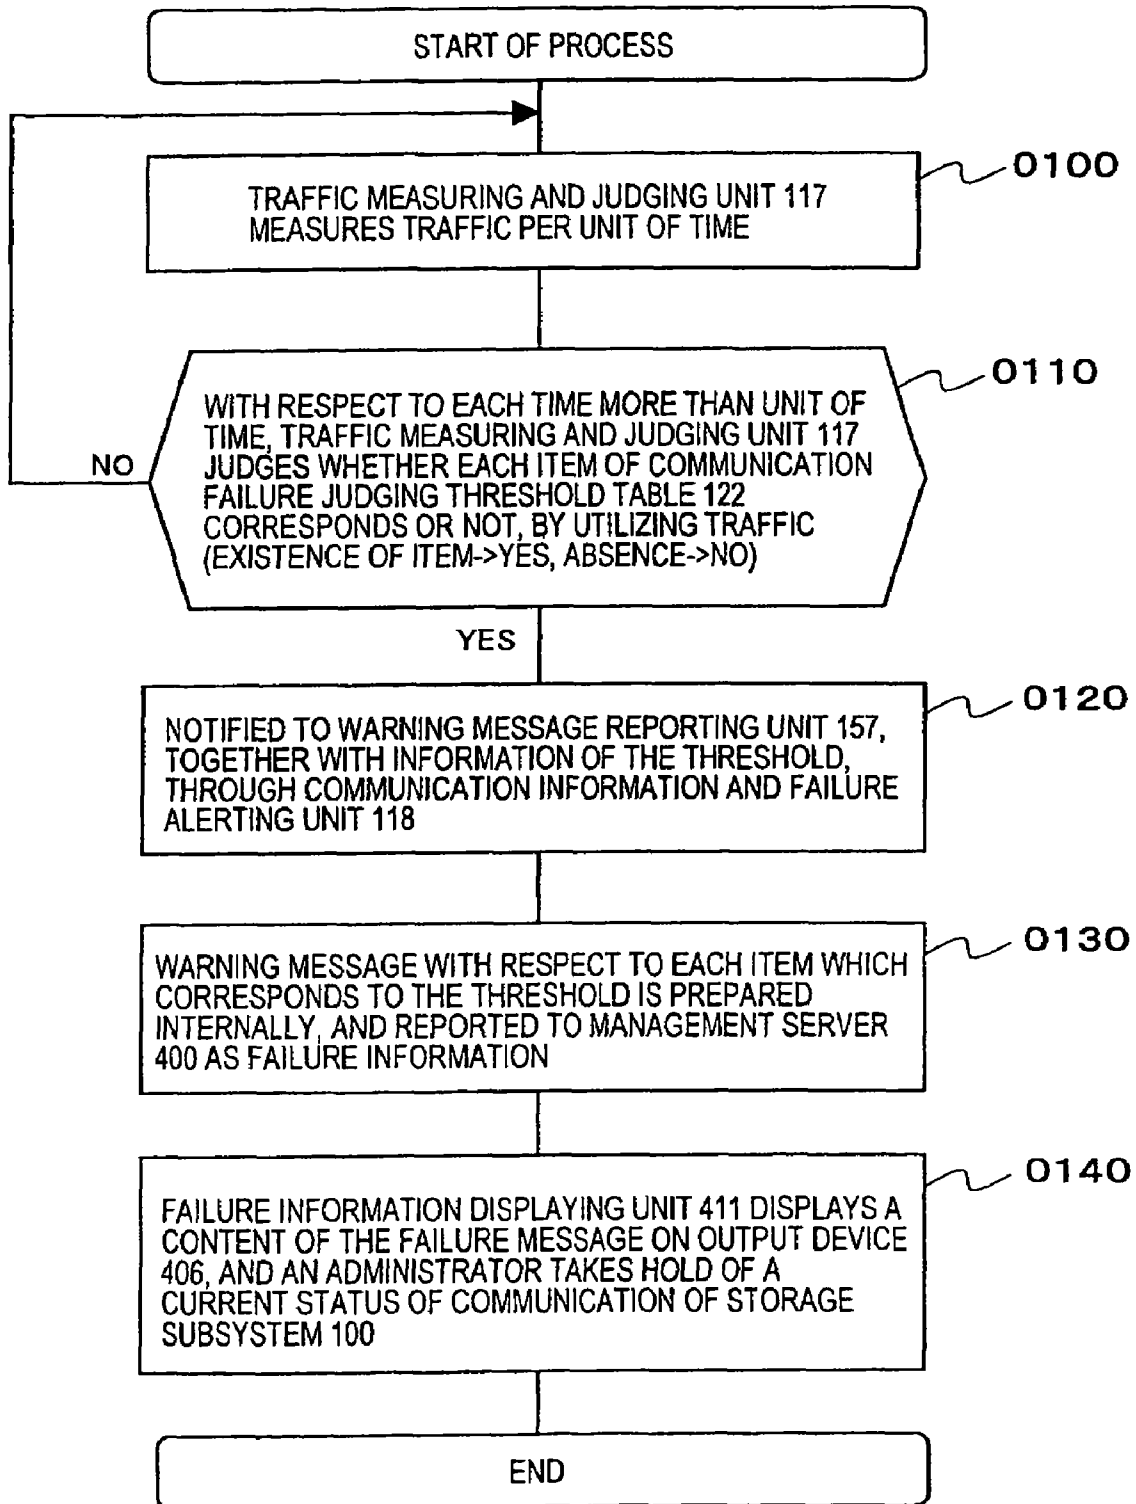 START OF PROCESS
0100
TRAFFIC MEASURING AND JUDGING UNIT 117
MEASURES TRAFFIC PER UNIT OF TIME
0110
WITH RESPECT TO EACH TIME MORE THAN UNIT OF
TIME, TRAFFIC MEASURING AND JUDGING UNIT 117
JUDGES WHETHER EACH ITEM OF COMMUNICATION
FAILURE JUDGING THRESHOLD TABLE 122
CORRESPONDS OR NOT, BY UTILIZING TRAFFIC
(EXISTENCE OF ITEM->YES, ABSENCE->NO)
NO
YES
0120
NOTIFIED TO WARNING MESSAGE REPORTING UNIT 157,
TOGETHER WITH INFORMATION OF THE THRESHOLD,
THROUGH COMMUNICATION INFORMATION AND FAILURE
ALERTING UNIT 118
0130
WARNING MESSAGE WITH RESPECT TO EACH ITEM WHICH
CORRESPONDS TO THE THRESHOLD IS PREPARED
INTERNALLY, AND REPORTED TO MANAGEMENT SERVER
400 AS FAILURE INFORMATION
0140
FAILURE INFORMATION DISPLAYING UNIT 411 DISPLAYS A
CONTENT OF THE FAILURE MESSAGE ON OUTPUT DEVICE
406, AND AN ADMINISTRATOR TAKES HOLD OF A
CURRENT STATUS OF COMMUNICATION OF STORAGE
SUBSYSTEM 100
END